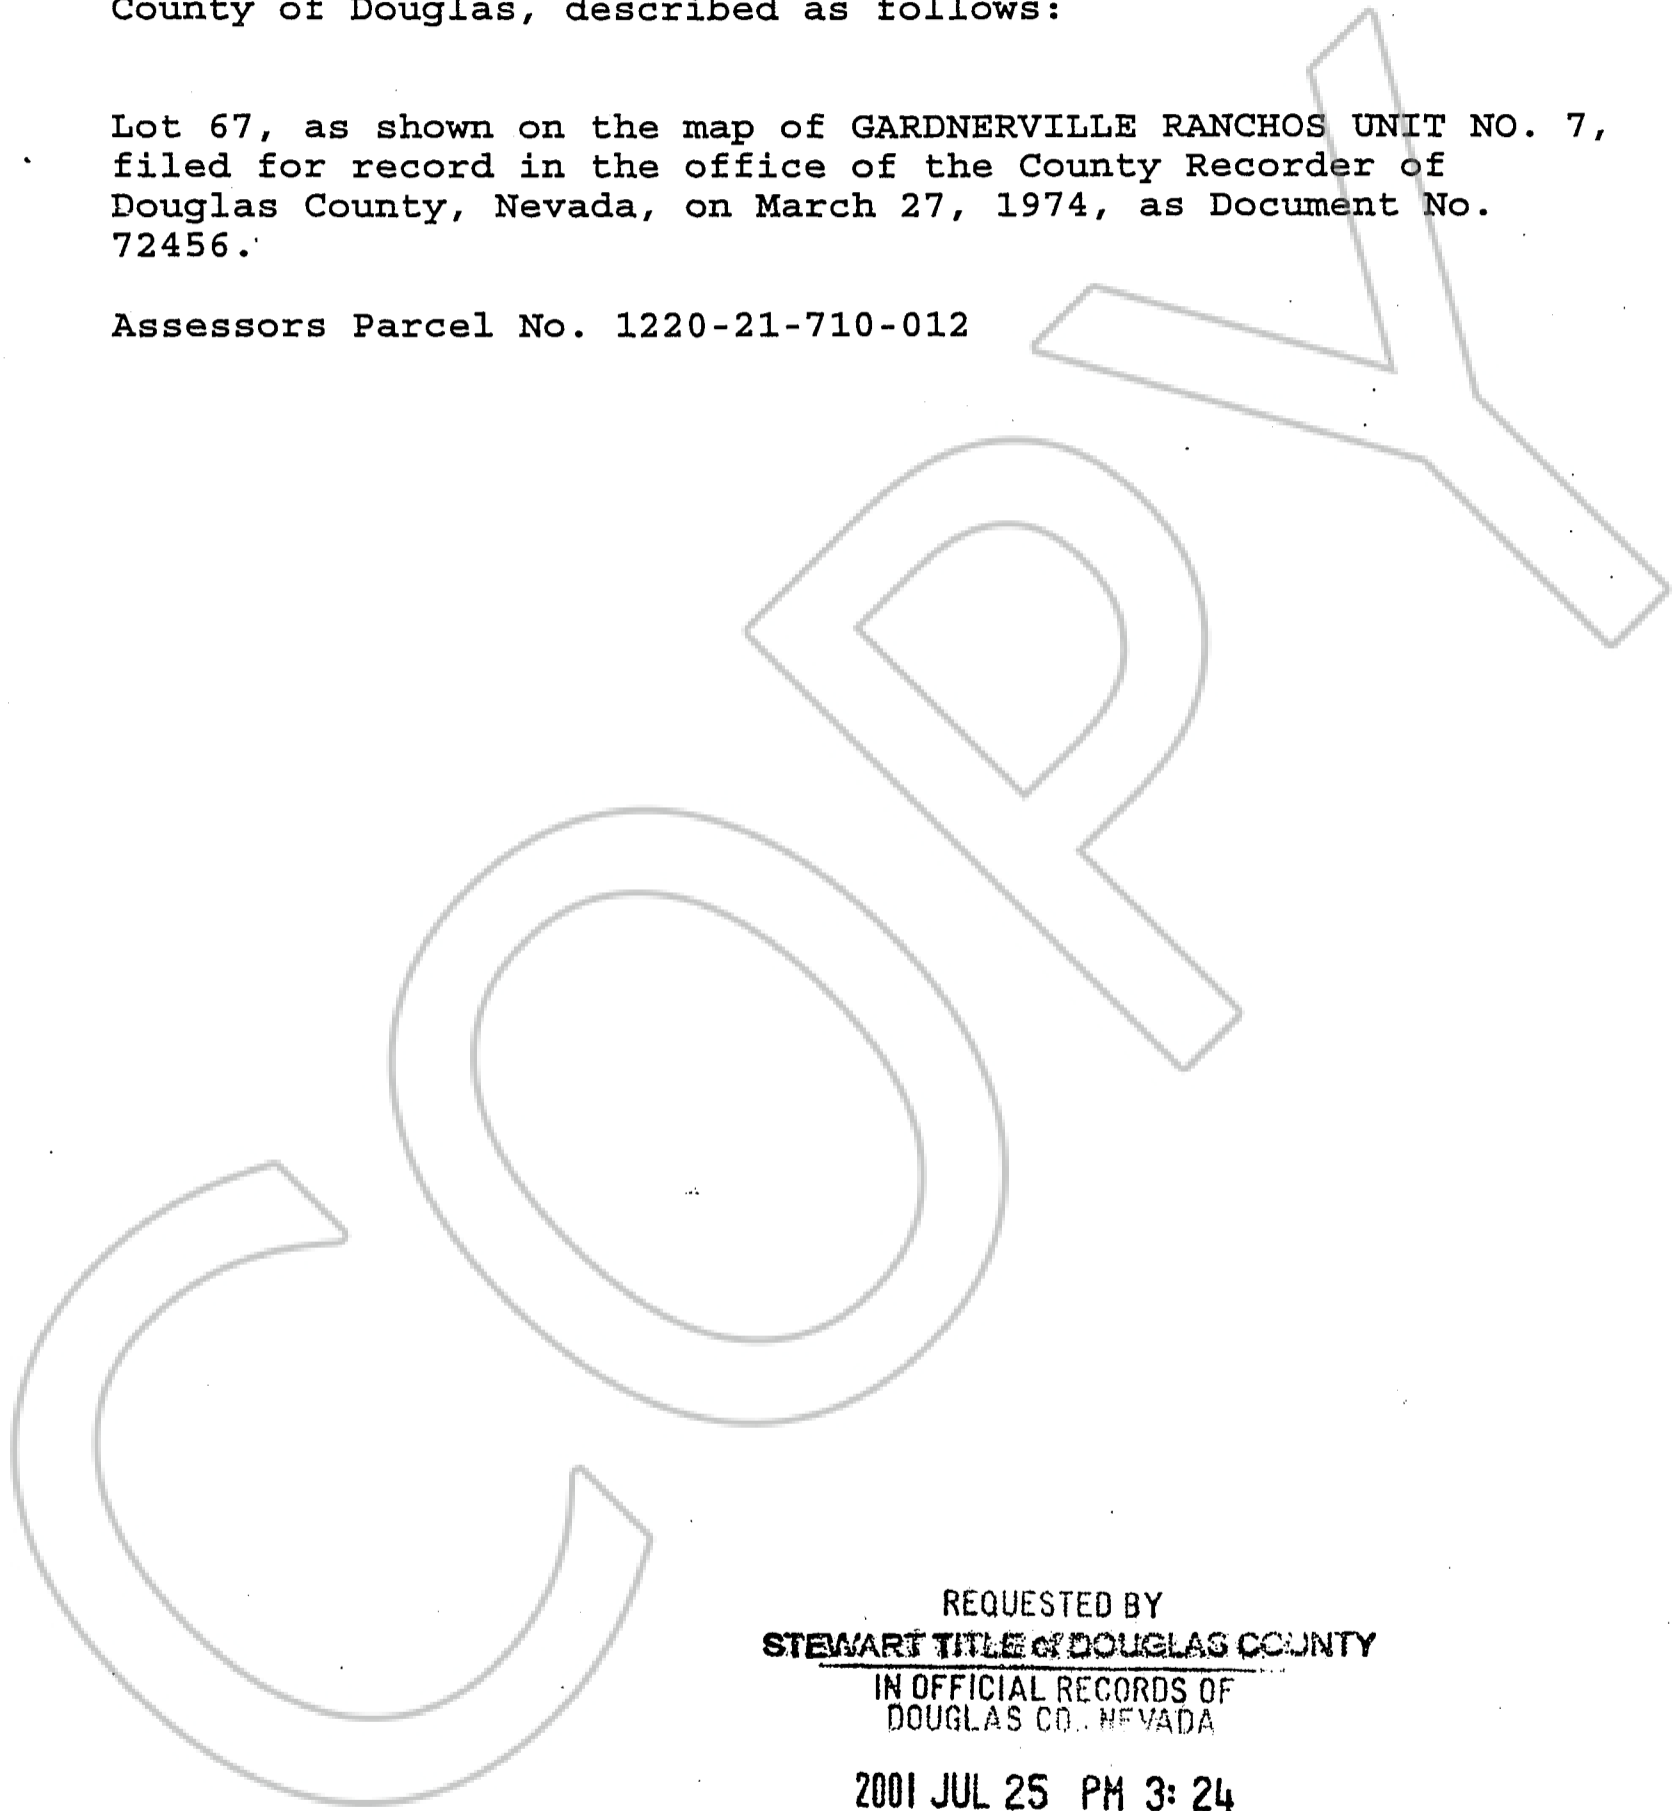 County of Douglas, described as follows:
Lot 67, as shown on the map of GARDNERVILLE RANCHOS UNIT NO. 7,
filed for record in the office of the County Recorder of
Douglas County, Nevada, on March 27, 1974, as Document No.
72456.
Assessors Parcel No. 1220-21-710-012
COPY
REQUESTED BY
STEWART TITLE of DOUGLAS COUNTY
IN OFFICIAL RECORDS OF
DOUGLAS CO., NEVADA
2001 JUL 25 PM 3: 24